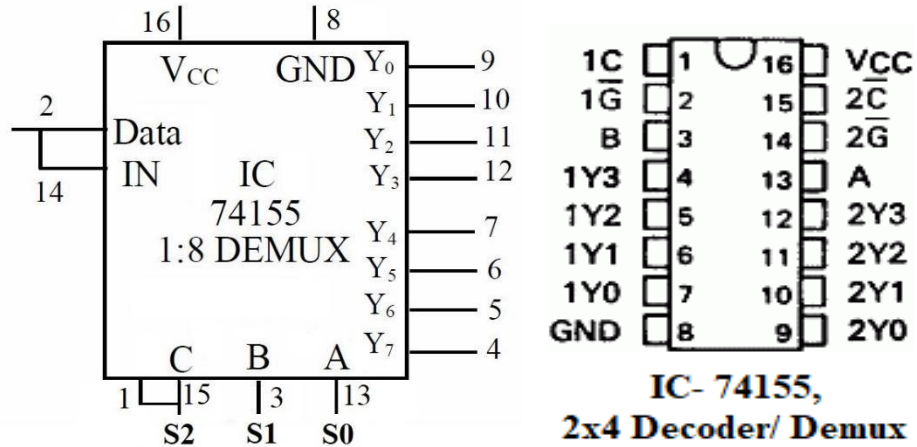 16
8
V_CC
GND
Y₀
9
Y₁
10
2
Data
Y₂
11
14
IN
IC
Y₃
12
74155
1:8 DEMUX
Y₄
7
Y₅
6
Y₆
5
Y₇
4
C
B
A
1
15
3
13
S2
S1
S0
1C 1 16 VCC
1G̅ 2 15 2C̅
B 3 14 2G̅
1Y3 4 13 A
1Y2 5 12 2Y3
1Y1 6 11 2Y2
1Y0 7 10 2Y1
GND 8 9 2Y0
IC- 74155,
2x4 Decoder/ Demux